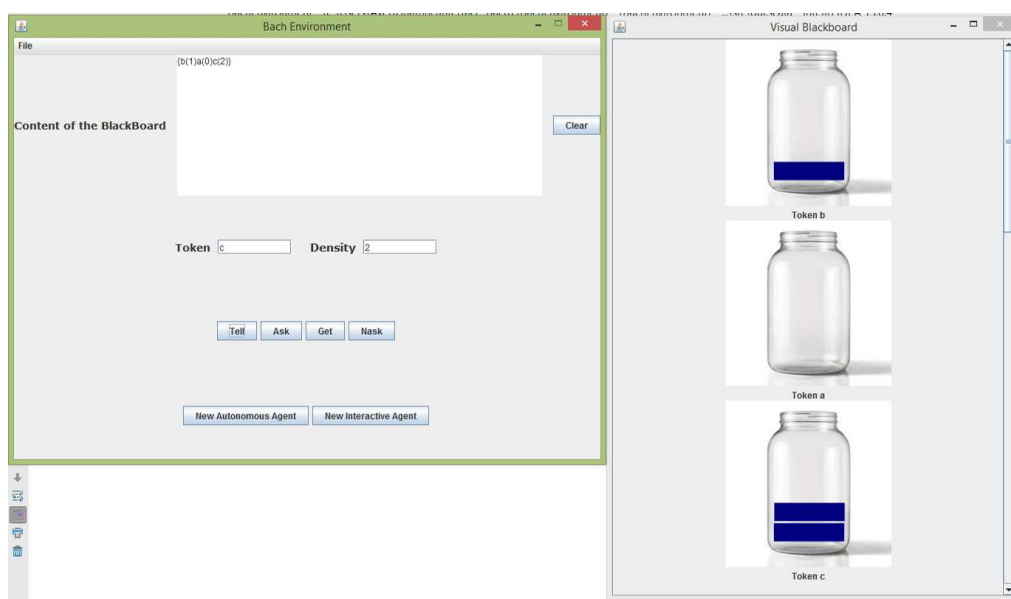 Bach Environment
File
{b(1)a(0)c(2)}
Content of the BlackBoard
Clear
Token c Density 2
Tell Ask Get Nask
New Autonomous Agent New Interactive Agent
Visual Blackboard
Token b
Token a
Token c